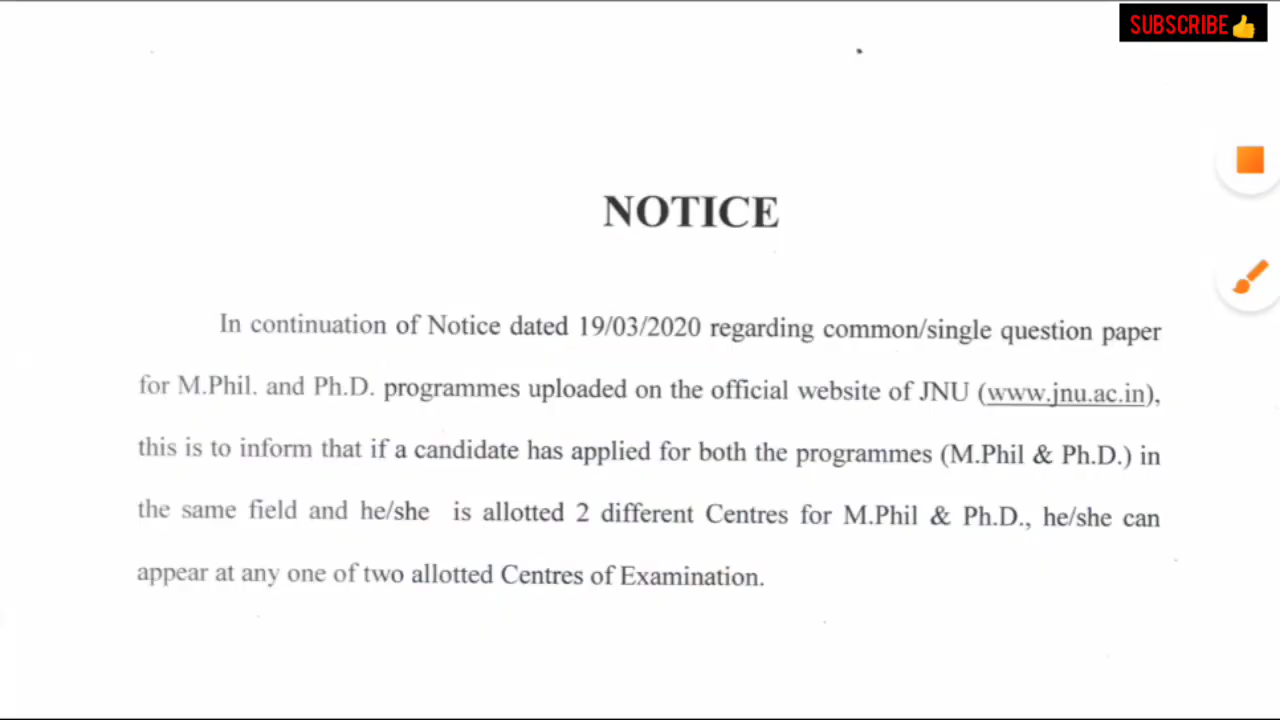 SUBSCRIBE👍
NOTICE
In continuation of Notice dated 19/03/2020 regarding common/single question paper
for M.Phil. and Ph.D. programmes uploaded on the official website of JNU (www.jnu.ac.in),
this is to inform that if a candidate has applied for both the programmes (M.Phil & Ph.D.) in
the same field and he/she is allotted 2 different Centres for M.Phil & Ph.D., he/she can
appear at any one of two allotted Centres of Examination.